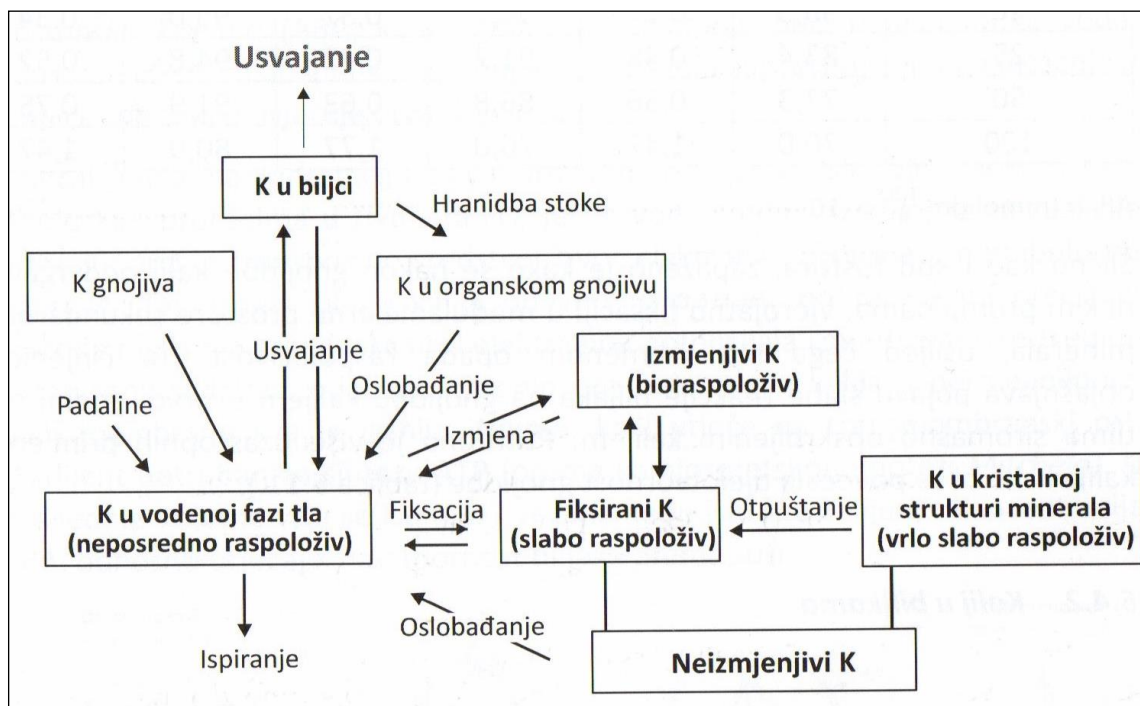 Usvajanje
K u biljci
Hranidba stoke
K gnojiva
K u organskom gnojivu
Usvajanje
Izmjenjivi K
(bioraspoloživ)
Oslobađanje
Padaline
Izmjena
K u vodenoj fazi tla
(neposredno raspoloživ)
Fiksacija
Fiksirani K
(slabo raspoloživ)
Otpuštanje
K u kristalnoj
strukturi minerala
(vrlo slabo raspoloživ)
Oslobađanje
Ispiranje
Neizmjenjivi K